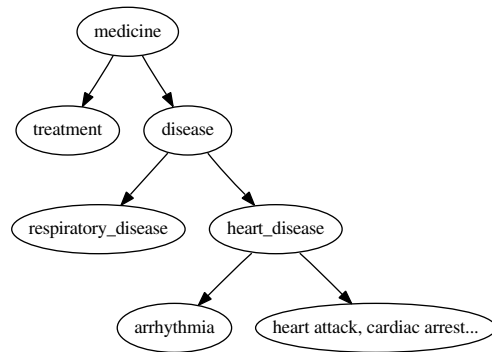 medicine
treatment
disease
respiratory_disease
heart_disease
arrhythmia
heart attack, cardiac arrest...